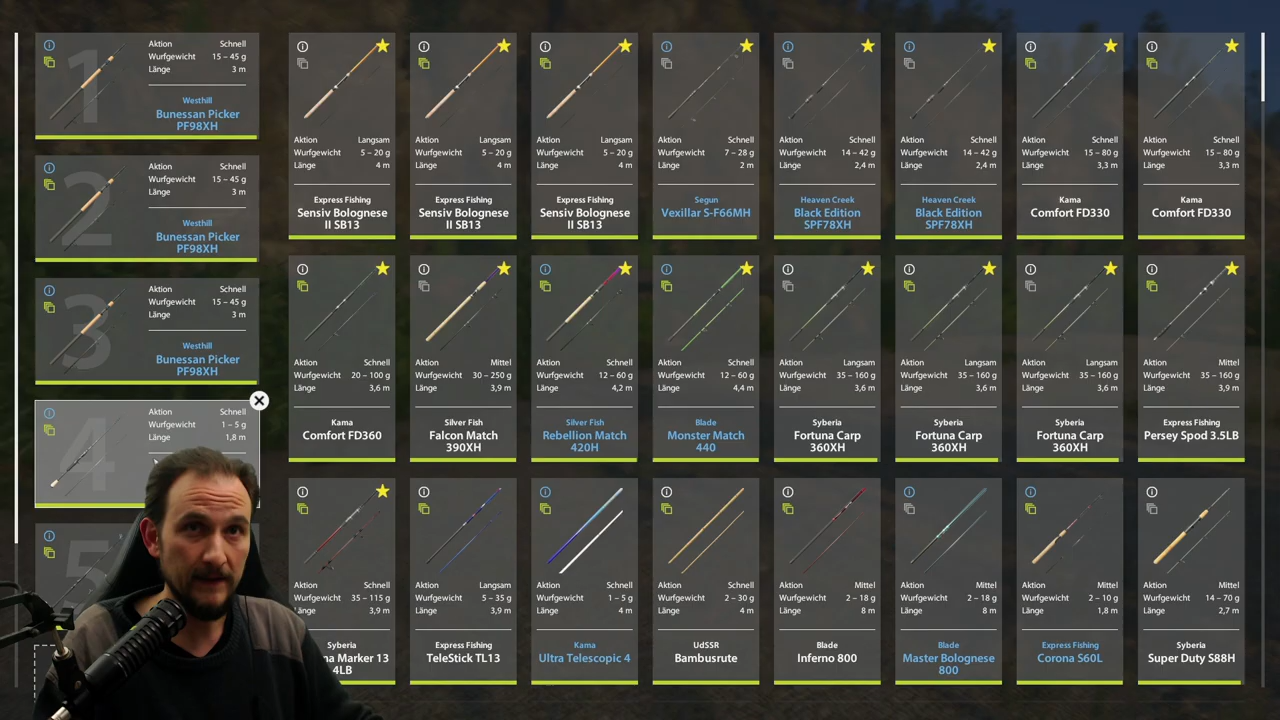 1
Aktion Schnell
Wurfgewicht 15 – 45 g
Länge 3 m
Westhill
Bunessan Picker
PF98XH
2
Aktion Schnell
Wurfgewicht 15 – 45 g
Länge 3 m
Westhill
Bunessan Picker
PF98XH
3
Aktion Schnell
Wurfgewicht 15 – 45 g
Länge 3 m
Westhill
Bunessan Picker
PF98XH
4
Aktion Schnell
Wurfgewicht 1 – 5 g
Länge 1,8 m
5
Aktion Langsam
Wurfgewicht 5 – 20 g
Länge 4 m
Express Fishing
Sensiv Bolognese
II SB13
Aktion Langsam
Wurfgewicht 5 – 20 g
Länge 4 m
Express Fishing
Sensiv Bolognese
II SB13
Aktion Langsam
Wurfgewicht 5 – 20 g
Länge 4 m
Express Fishing
Sensiv Bolognese
II SB13
Aktion Schnell
Wurfgewicht 7 – 28 g
Länge 2 m
Segun
Vexillar S-F66MH
Aktion Schnell
Wurfgewicht 14 – 42 g
Länge 2,4 m
Heaven Creek
Black Edition
SPF78XH
Aktion Schnell
Wurfgewicht 14 – 42 g
Länge 2,4 m
Heaven Creek
Black Edition
SPF78XH
Aktion Schnell
Wurfgewicht 15 – 80 g
Länge 3,3 m
Kama
Comfort FD330
Aktion Schnell
Wurfgewicht 15 – 80 g
Länge 3,3 m
Kama
Comfort FD330
Aktion Schnell
Wurfgewicht 20 – 100 g
Länge 3,6 m
Kama
Comfort FD360
Aktion Mittel
Wurfgewicht 30 – 250 g
Länge 3,9 m
Silver Fish
Falcon Match
390XH
Aktion Schnell
Wurfgewicht 12 – 60 g
Länge 4,2 m
Silver Fish
Rebellion Match
420H
Aktion Schnell
Wurfgewicht 12 – 60 g
Länge 4,4 m
Blade
Monster Match
440
Aktion Langsam
Wurfgewicht 35 – 160 g
Länge 3,6 m
Syberia
Fortuna Carp
360XH
Aktion Langsam
Wurfgewicht 35 – 160 g
Länge 3,6 m
Syberia
Fortuna Carp
360XH
Aktion Langsam
Wurfgewicht 35 – 160 g
Länge 3,6 m
Syberia
Fortuna Carp
360XH
Aktion Mittel
Wurfgewicht 35 – 160 g
Länge 3,9 m
Express Fishing
Persey Spod 3.5LB
Aktion Schnell
Wurfgewicht 35 – 115 g
Länge 3,9 m
Syberia
na Marker 13
4LB
Aktion Langsam
Wurfgewicht 5 – 35 g
Länge 3,9 m
Express Fishing
TeleStick TL13
Aktion Schnell
Wurfgewicht 1 – 5 g
Länge 4 m
Kama
Ultra Telescopic 4
Aktion Schnell
Wurfgewicht 2 – 30 g
Länge 4 m
UdSSR
Bambusrute
Aktion Mittel
Wurfgewicht 2 – 18 g
Länge 8 m
Blade
Inferno 800
Aktion Mittel
Wurfgewicht 2 – 18 g
Länge 8 m
Blade
Master Bolognese
800
Aktion Mittel
Wurfgewicht 2 – 10 g
Länge 1,8 m
Express Fishing
Corona S60L
Aktion Mittel
Wurfgewicht 14 – 70 g
Länge 2,7 m
Syberia
Super Duty S88H